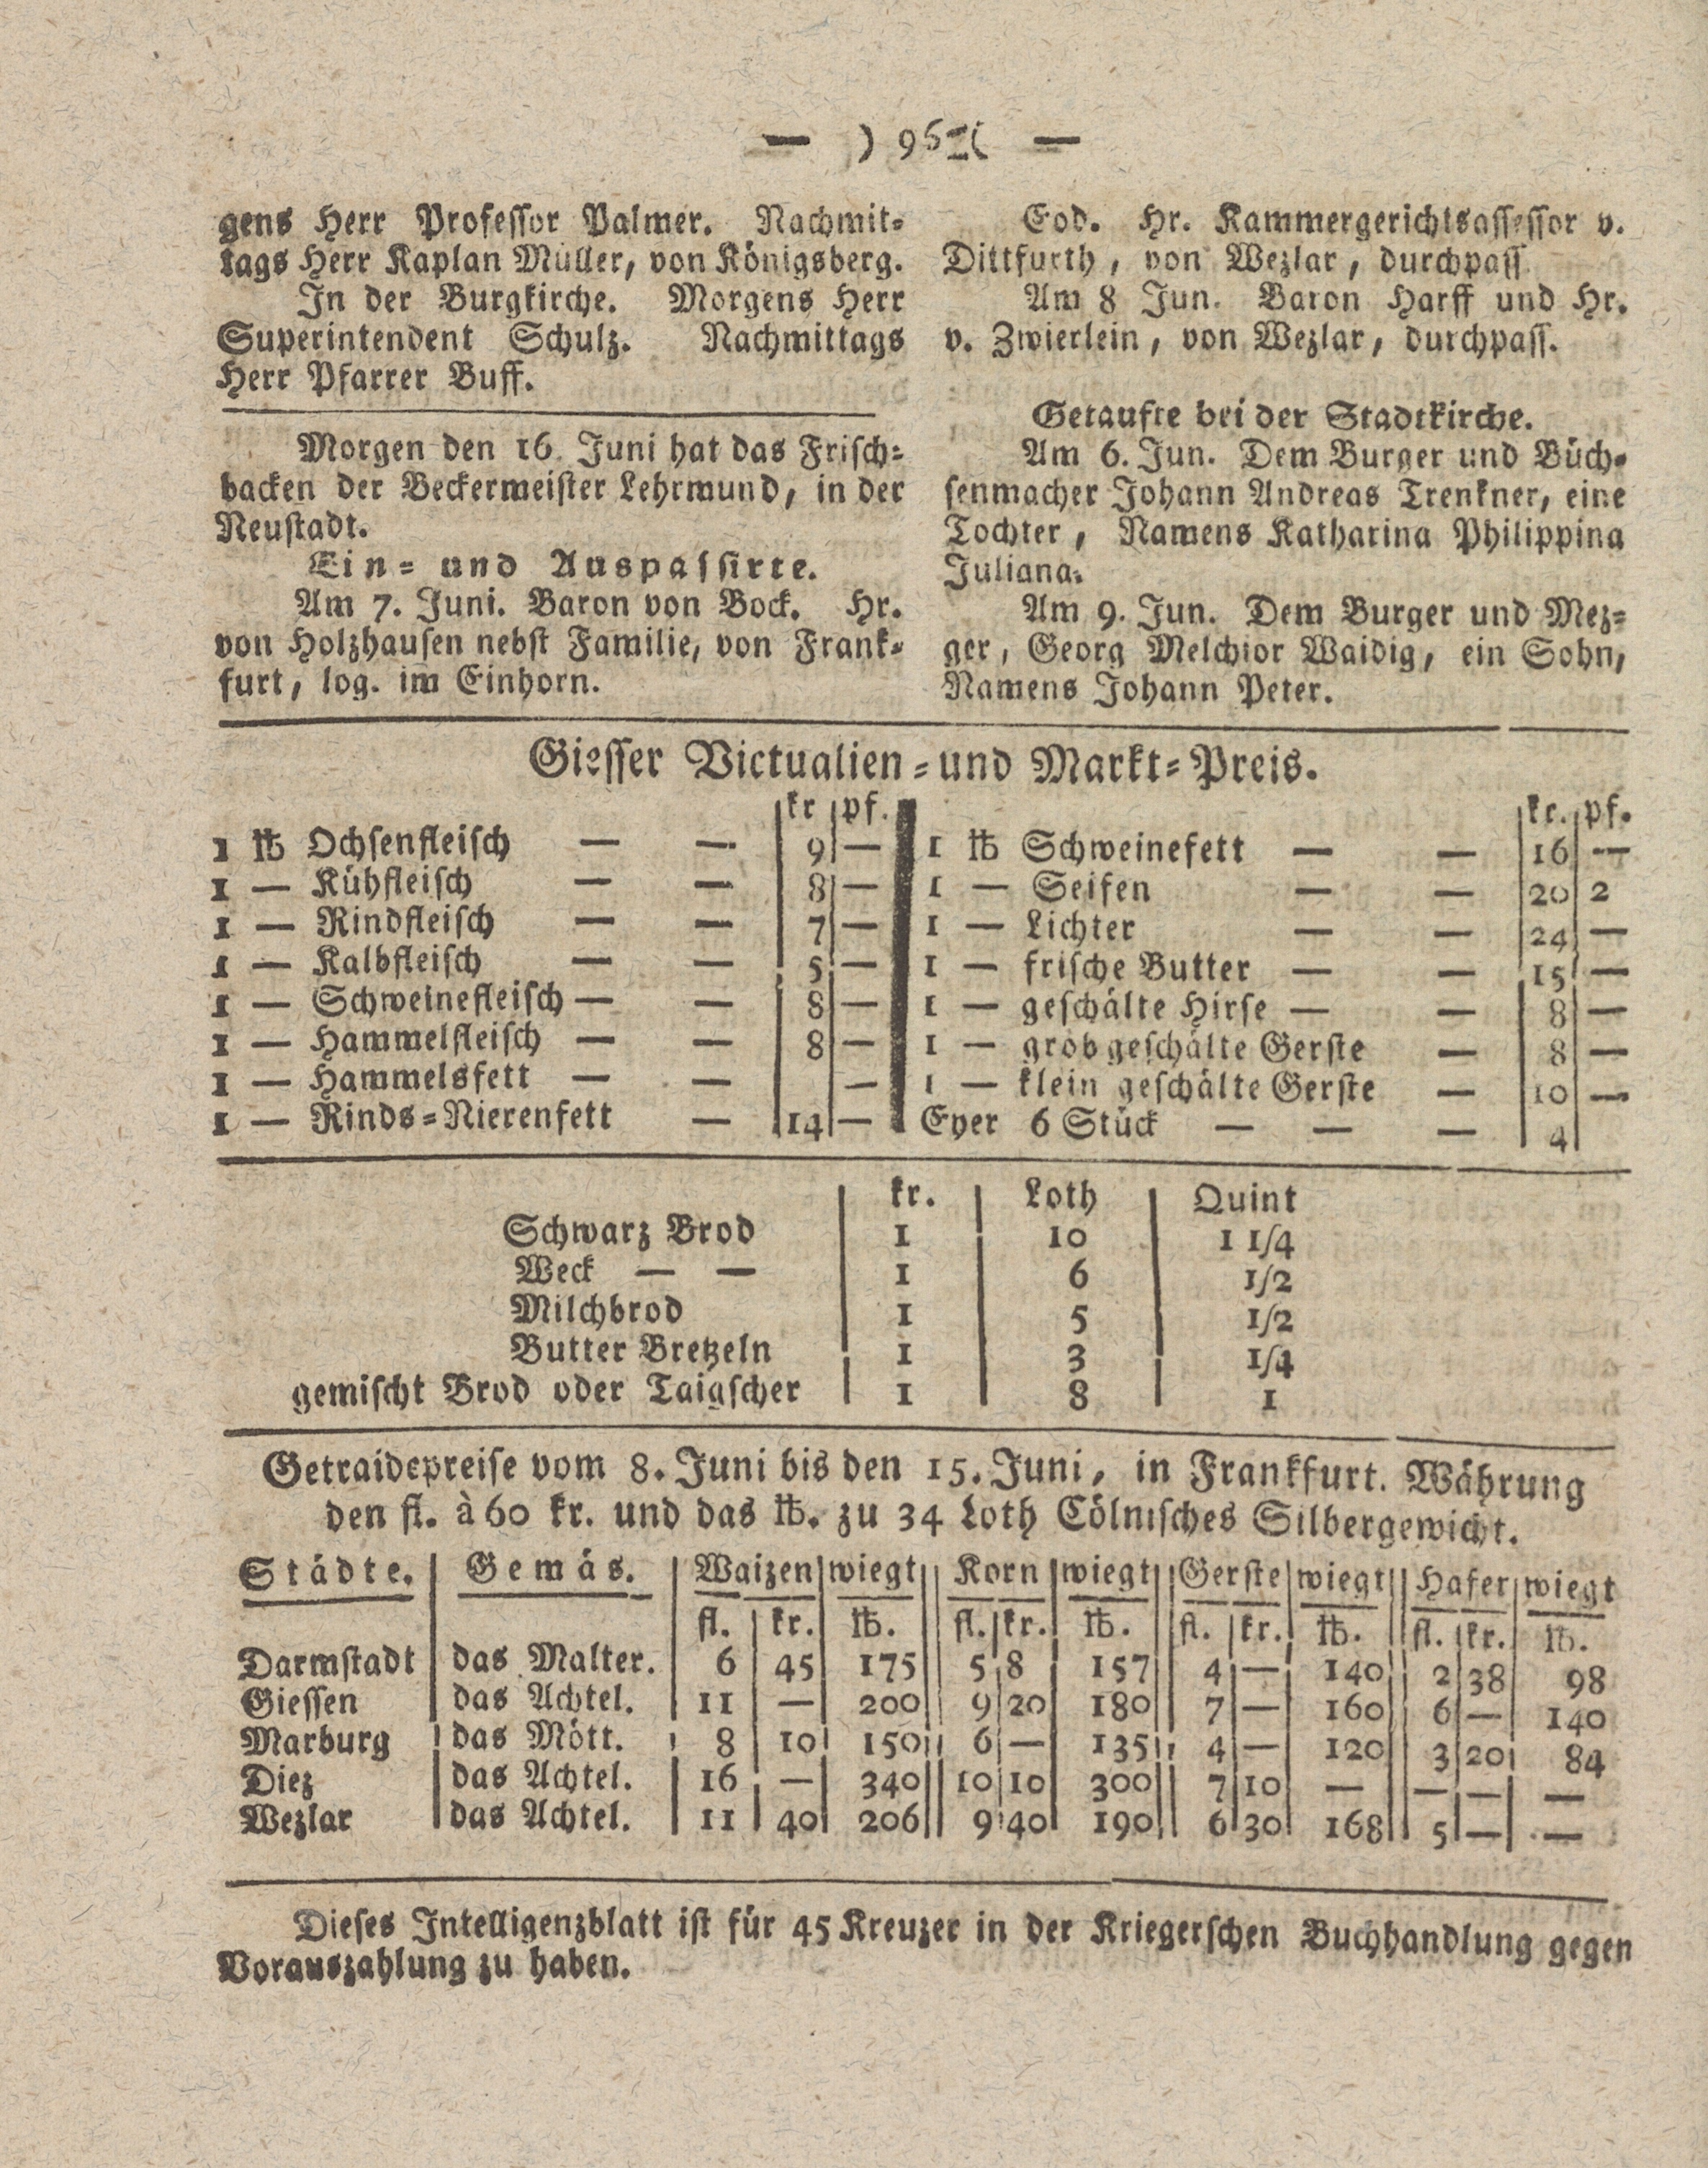 — ) 96 ( —
gens Herr Professor Palmer. Nachmit-
tags Herr Kaplan Müller, von Königsberg.
In der Burgkirche. Morgens Herr
Superintendent Schulz. Nachmittags
Herr Pfarrer Buff.
Morgen den 16. Juni hat das Frisch-
backen der Beckermeister Lehrmund, in der
Neustadt.
Ein- und Auspassirte.
Am 7. Juni. Baron von Bock. Hr.
von Holzhausen nebst Familie, von Frank-
furt, log. im Einhorn.
Eod. Hr. Kammergerichtsassessor v.
Dittfurth, von Wezlar, durchpass
Am 8 Jun. Baron Harff und Hr.
v. Zwierlein, von Wezlar, durchpass.
Getaufte bei der Stadtkirche.
Am 6. Jun. Dem Burger und Büch-
senmacher Johann Andreas Trenkner, eine
Tochter, Namens Katharina Philippina
Juliana.
Am 9. Jun. Dem Burger und Mez-
ger, Georg Melchior Waidig, ein Sohn,
Namens Johann Peter.
Giesser Victualien- und Markt-Preis.
kr pf.
1 ℔ Ochsenfleisch — — 9 —
1 — Kühfleisch — — 8 —
1 — Rindfleisch — — 7 —
1 — Kalbfleisch — — 5 —
1 — Schweinefleisch — — 8 —
1 — Hammelfleisch — — 8 —
1 — Hammelsfett — — —
1 — Rinds-Nierenfett — 14 —
kr. pf.
1 ℔ Schweinefett — — 16 —
1 — Seifen — — 20 2
1 — Lichter — — 24 —
1 — frische Butter — — 15 —
1 — geschälte Hirse — — 8 —
1 — grob geschälte Gerste — 8 —
1 — klein geschälte Gerste — 10 —
Eyer 6 Stück — — — 4
kr. Loth Quint
Schwarz Brod 1 10 1 1/4
Weck — — 1 6 1/2
Milchbrod 1 5 1/2
Butter Bretzeln 1 3 1/4
gemischt Brod oder Taigscher 1 8 1
Getraidepreise vom 8. Juni bis den 15. Juni, in Frankfurt. Währung
den fl. à 60 kr. und das ℔. zu 34 Loth Cölnisches Silbergewicht.
Städte. Gemäs. Waizen wiegt Korn wiegt Gerste wiegt Hafer wiegt
fl. kr. ℔. fl. kr. ℔. fl. kr. ℔. fl. kr. ℔.
Darmstadt das Malter. 6 45 175 5 8 157 4 — 140 2 38 98
Giessen das Achtel. 11 — 200 9 20 180 7 — 160 6 — 140
Marburg das Mött. 8 10 150 6 — 135 4 — 120 3 20 84
Diez das Achtel. 16 — 340 10 10 300 7 10 — — — —
Wezlar das Achtel. 11 40 206 9 40 190 6 30 168 5 — —
Dieses Intelligenzblatt ist für 45 Kreuzer in der Kriegerschen Buchhandlung gegen
Vorauszahlung zu haben.